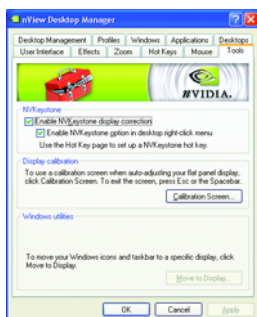 nView Desktop Manager
Desktop Management Profiles Windows Applications Desktops
User Interface Effects Zoom Hot Keys Mouse Tools
NVIDIA.
NVKeystone
Enable NVKeystone display correction
Enable NVKeystone option in desktop right-click menu
Use the Hot Key page to set up a NVKeystone hot key.
Display calibration
To use a calibration screen when auto-adjusting your flat panel display,
click Calibration Screen. To exit the screen, press Esc or the Spacebar.
Calibration Screen...
Windows utilities
To move your Windows icons and taskbar to a specific display, click
Move to Display.
Move to Display...
OK Cancel Apply